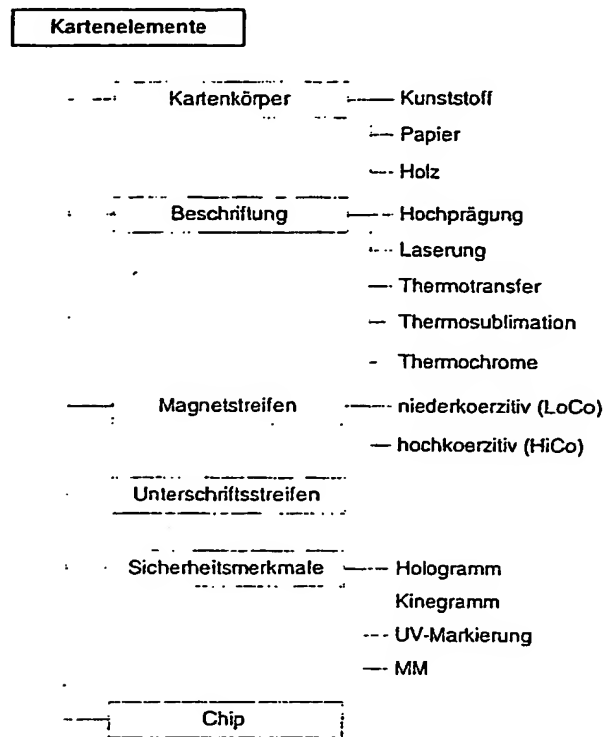 Kartenelemente
Kartenkörper
Kunststoff
Papier
Holz
Beschriftung
Hochprägung
Laserung
Thermotransfer
Thermosublimation
Thermochrome
Magnetstreifen
niederkoerzitiv (LoCo)
hochkoerzitiv (HiCo)
Unterschriftsstreifen
Sicherheitsmerkmale
Hologramm
Kinegramm
UV-Markierung
MM
Chip